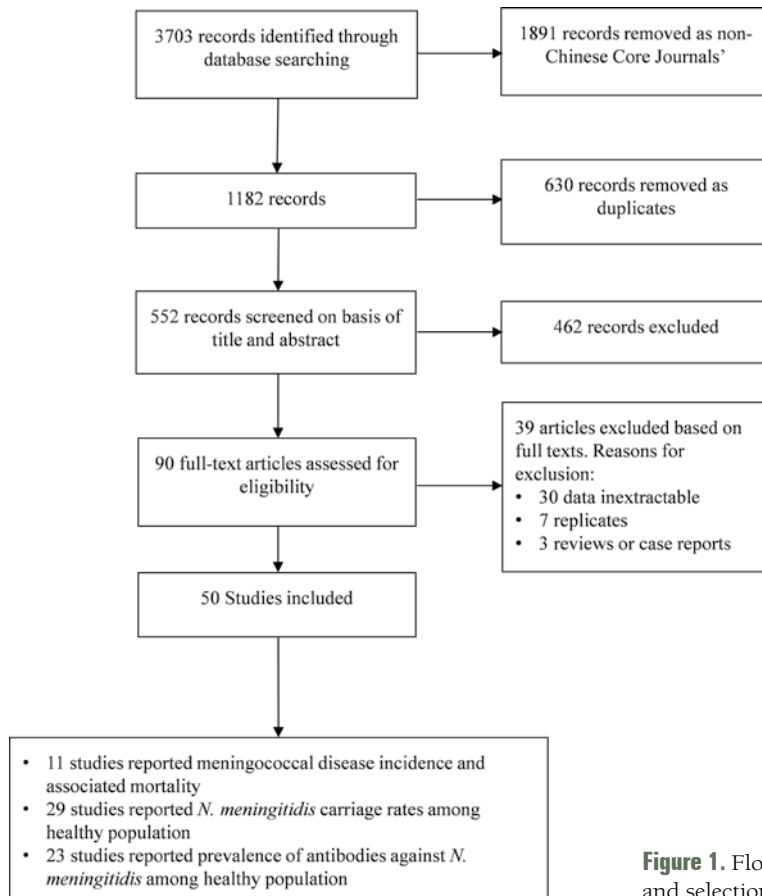 3703 records identified through
database searching
1891 records removed as non-
Chinese Core Journals’
1182 records
630 records removed as
duplicates
552 records screened on basis of
title and abstract
462 records excluded
90 full-text articles assessed for
eligibility
39 articles excluded based on
full texts. Reasons for
exclusion:
• 30 data inextractable
• 7 replicates
• 3 reviews or case reports
50 Studies included
• 11 studies reported meningococcal disease incidence and
associated mortality
• 29 studies reported N. meningitidis carriage rates among
healthy population
• 23 studies reported prevalence of antibodies against N.
meningitidis among healthy population
Figure 1. Flo
and selection